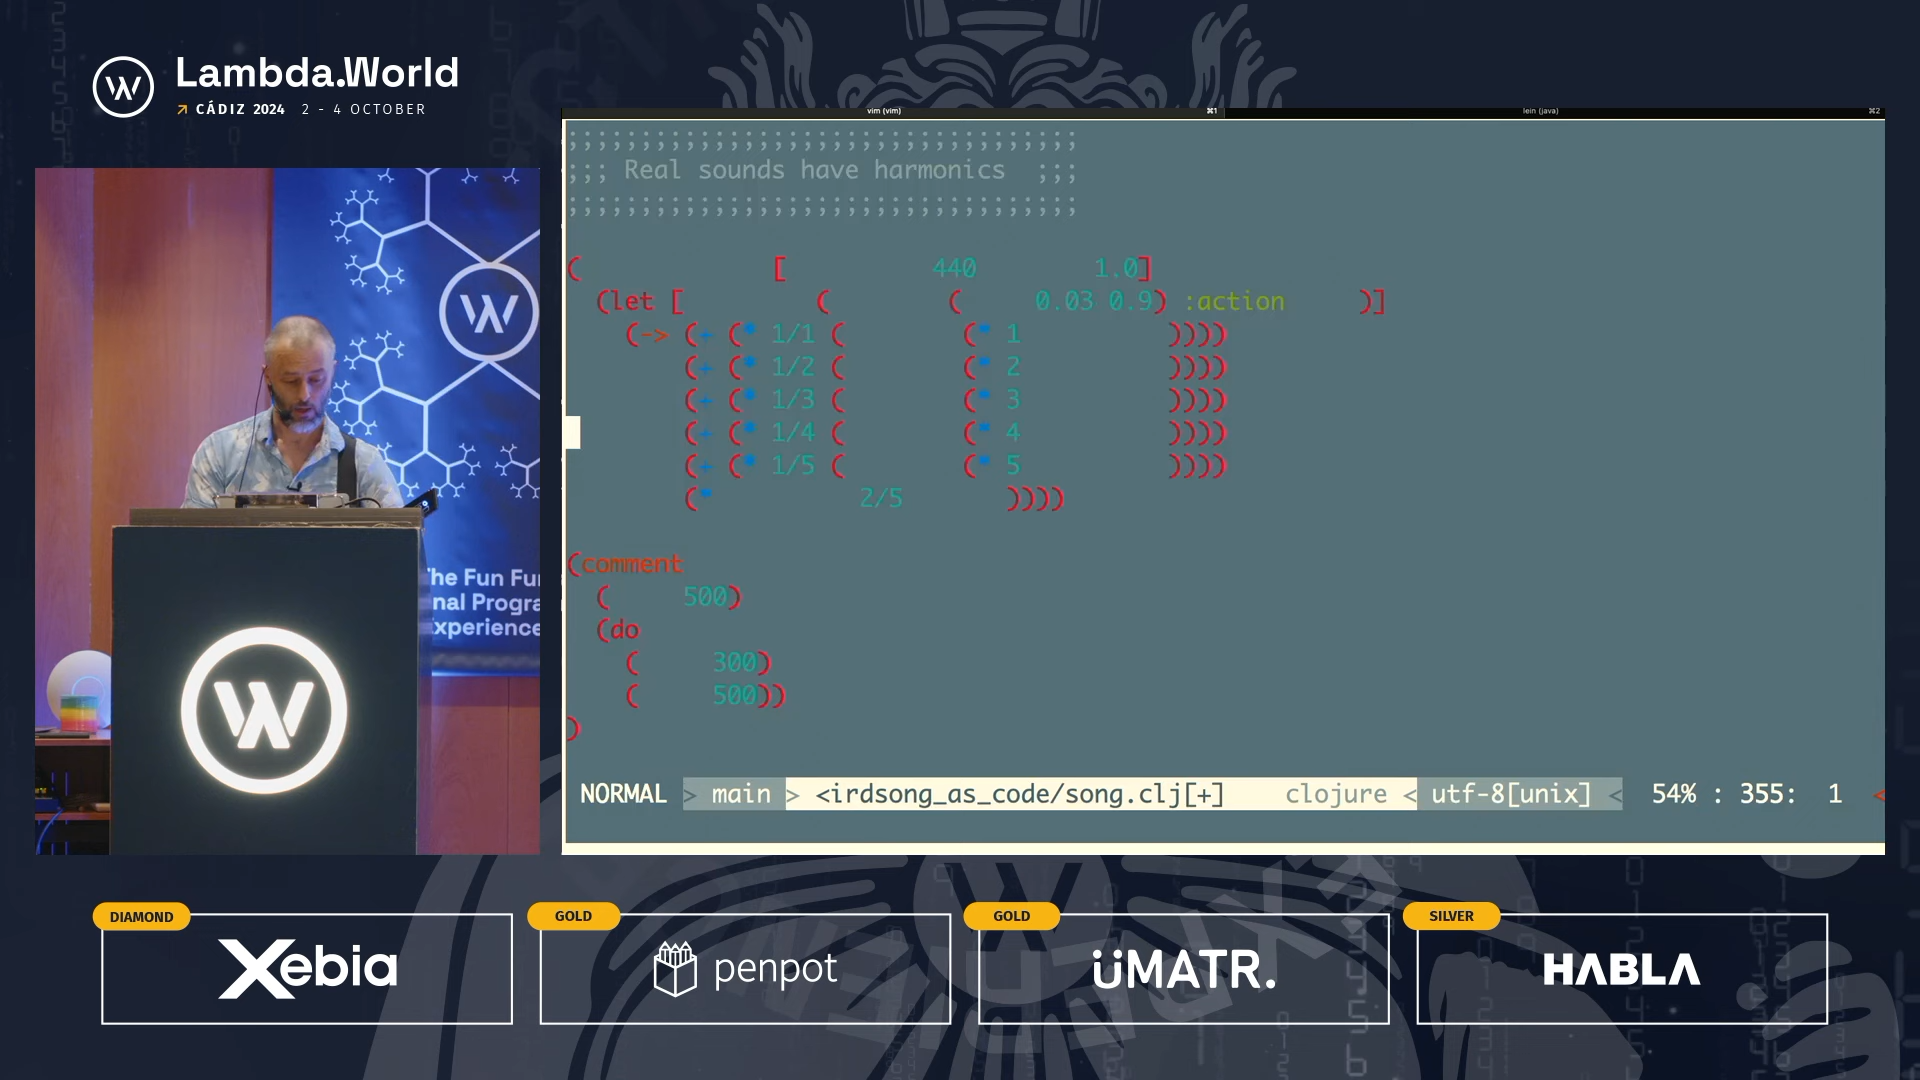 Lambda.World
CÁDIZ 2024 2 - 4 OCTOBER
vim (vim) ⌘1 lein (java) ⌘2
;;;;;;;;;;;;;;;;;;;;;;;;;;;;;;;;;;;
;;; Real sounds have harmonics ;;;
;;;;;;;;;;;;;;;;;;;;;;;;;;;;;;;;;;;
( [ 440 1.0]
(let [ ( ( 0.03 0.9) :action )]
(-> (+ (* 1/1 ( (* 1 ))))
(+ (* 1/2 ( (* 2 ))))
(+ (* 1/3 ( (* 3 ))))
(+ (* 1/4 ( (* 4 ))))
(+ (* 1/5 ( (* 5 ))))
(* 2/5 ))))
(comment
( 500)
(do
( 300)
( 500))
)
NORMAL > main > <irdsong_as_code/song.clj[+] clojure < utf-8[unix] < 54% : 355: 1 <
The Fun Fu
nal Progra
xperience
DIAMOND
Xebia
GOLD
penpot
GOLD
üMATR.
SILVER
HABLA